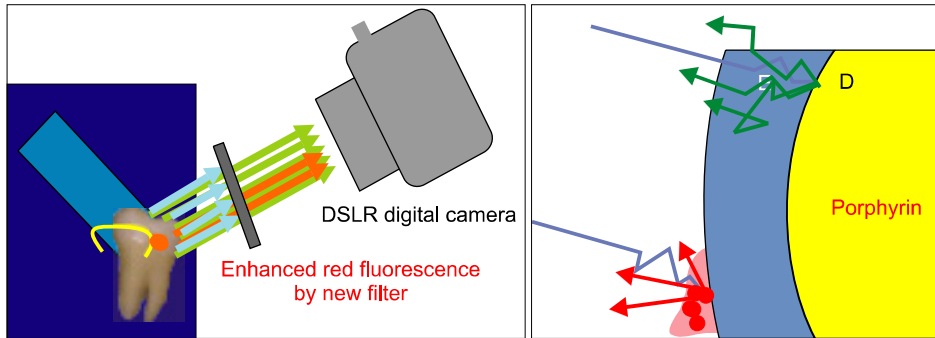 DSLR digital camera
Enhanced red fluorescence
by new filter
D
Porphyrin